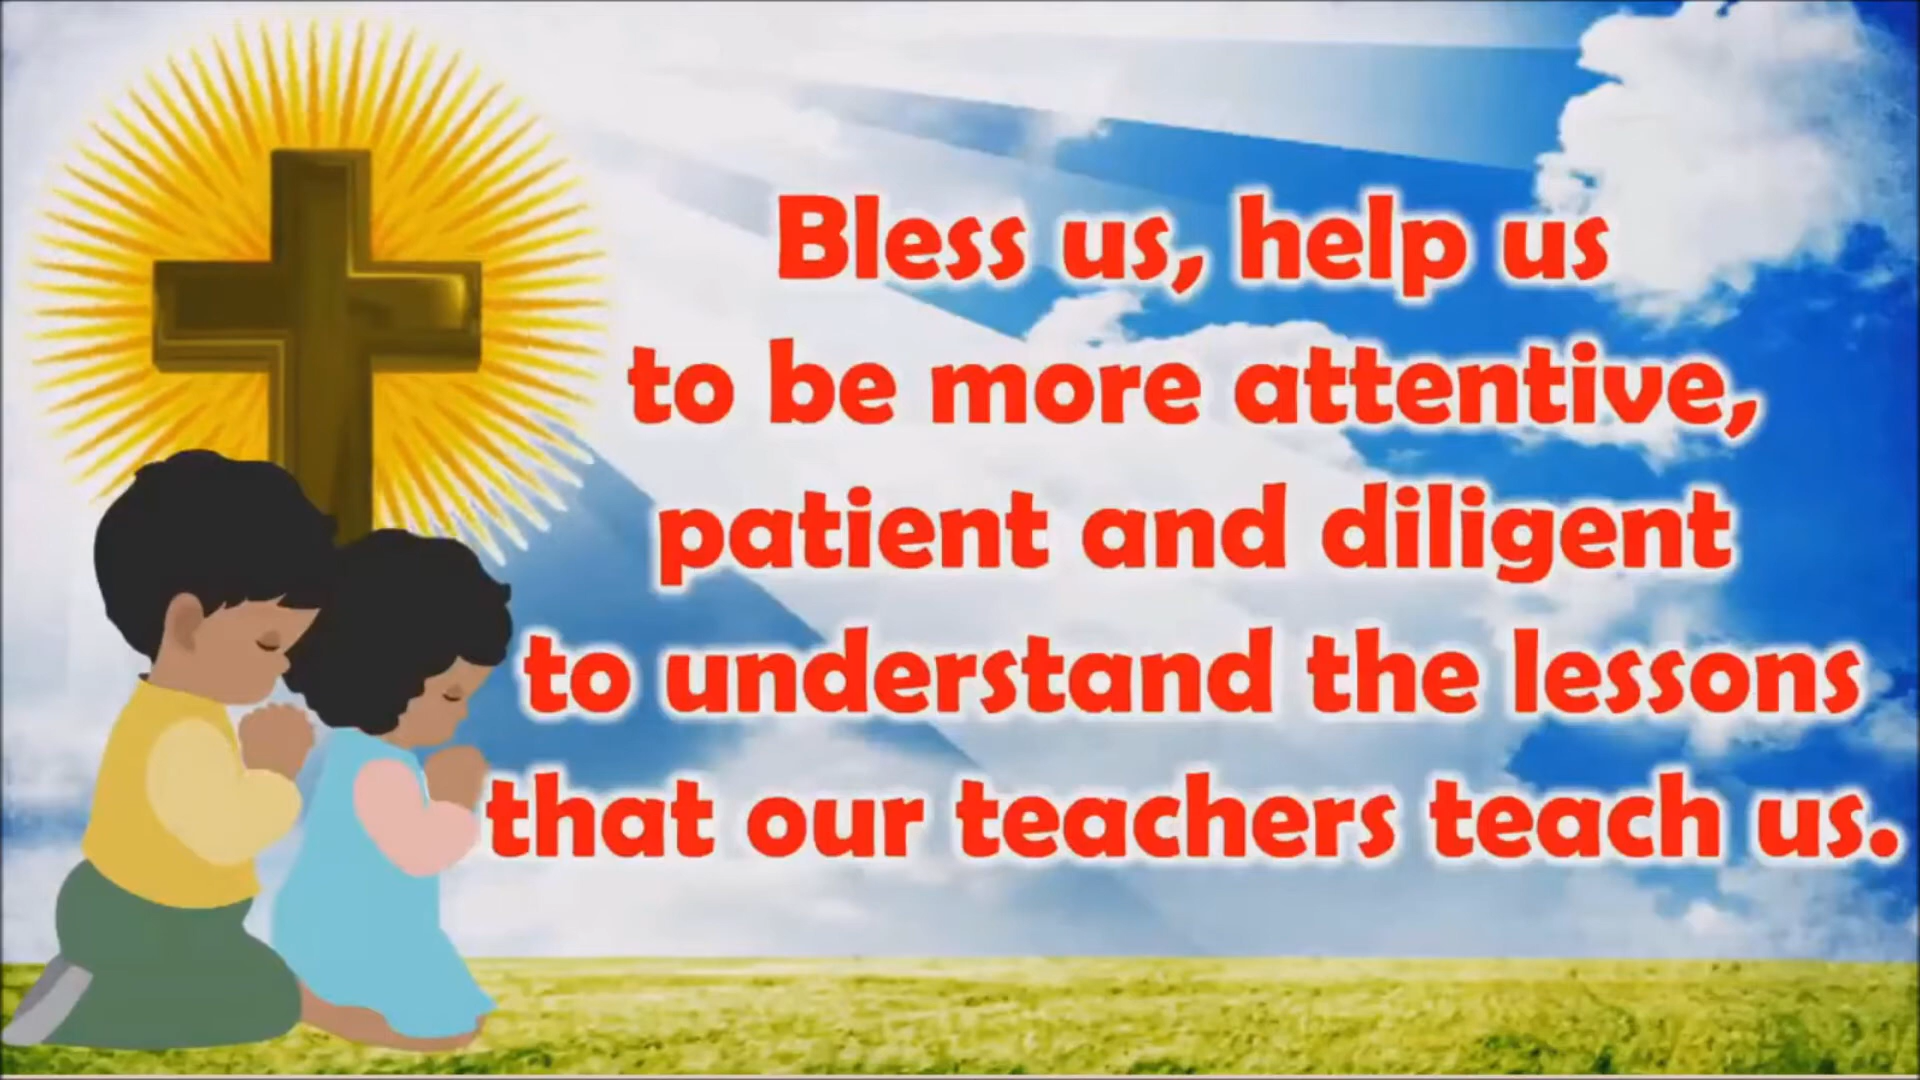 Bless us, help us
to be more attentive,
patient and diligent
to understand the lessons
that our teachers teach us.